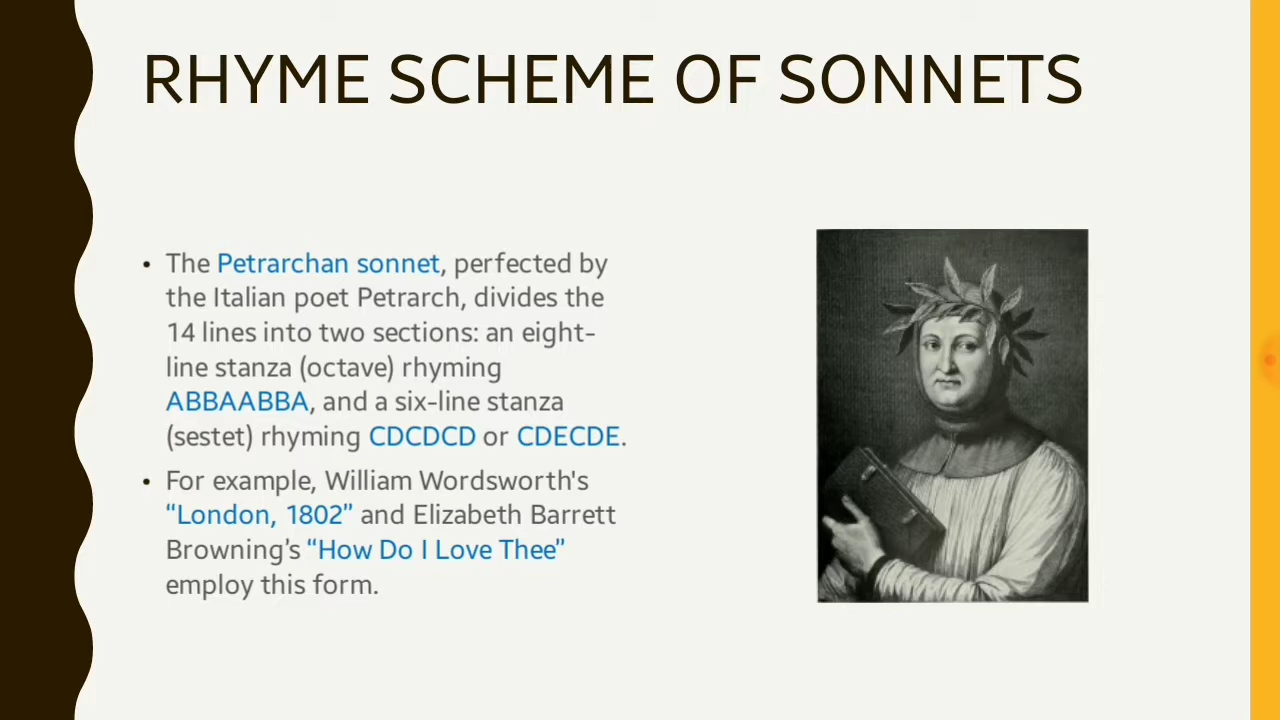 RHYME SCHEME OF SONNETS
• The Petrarchan sonnet, perfected by
the Italian poet Petrarch, divides the
14 lines into two sections: an eight-
line stanza (octave) rhyming
ABBAABBA, and a six-line stanza
(sestet) rhyming CDCDCD or CDECDE.
• For example, William Wordsworth's
“London, 1802” and Elizabeth Barrett
Browning’s “How Do I Love Thee”
employ this form.